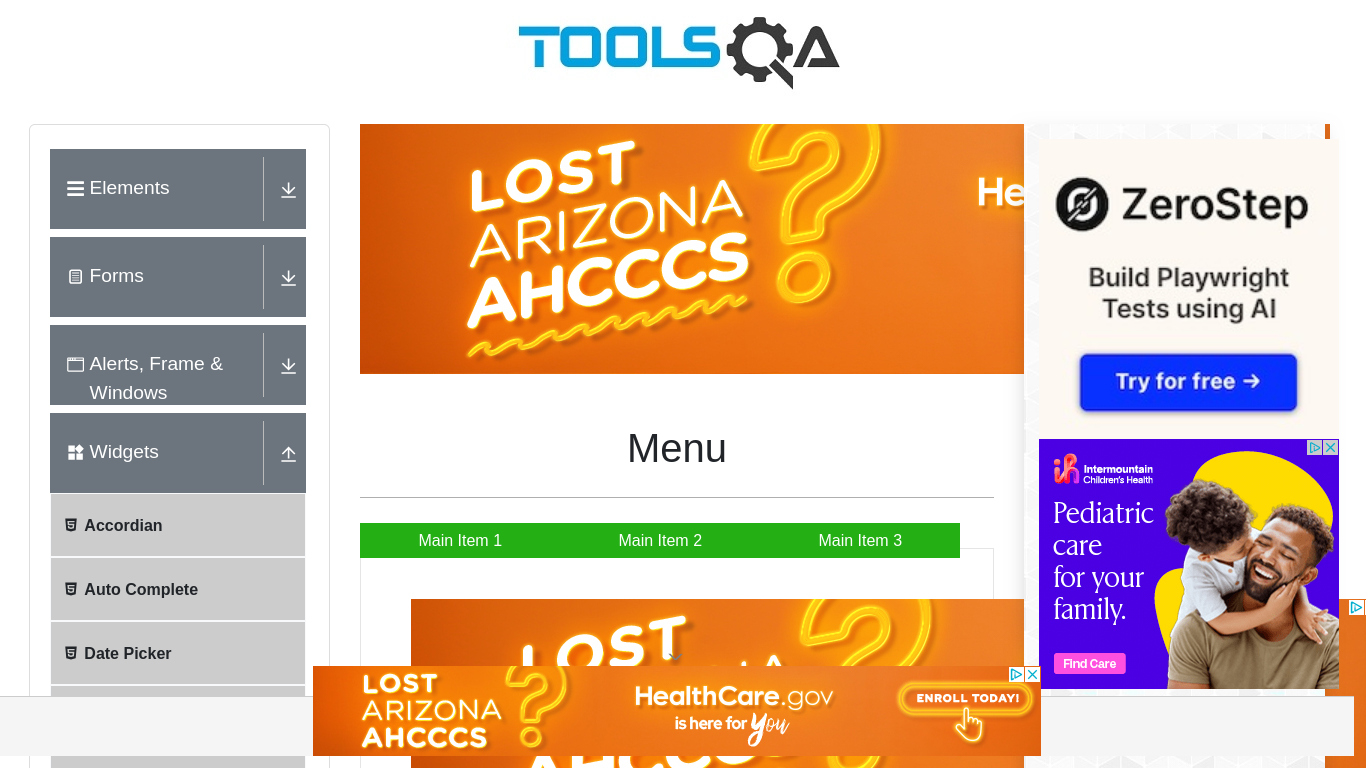 TOOLSQA
Elements
Forms
Alerts, Frame &
Windows
Widgets
Accordian
Auto Complete
Date Picker
LOST
ARIZONA
AHCCCS
?
He
Menu
Main Item 1
Main Item 2
Main Item 3
LOST
?
AHCCCS
LOST
ARIZONA
AHCCCS
?
HealthCare.gov
is here for You
ENROLL TODAY!
ZeroStep
Build Playwright
Tests using AI
Try for free →
Intermountain
Children's Health
Pediatric
care
for your
family.
Find Care